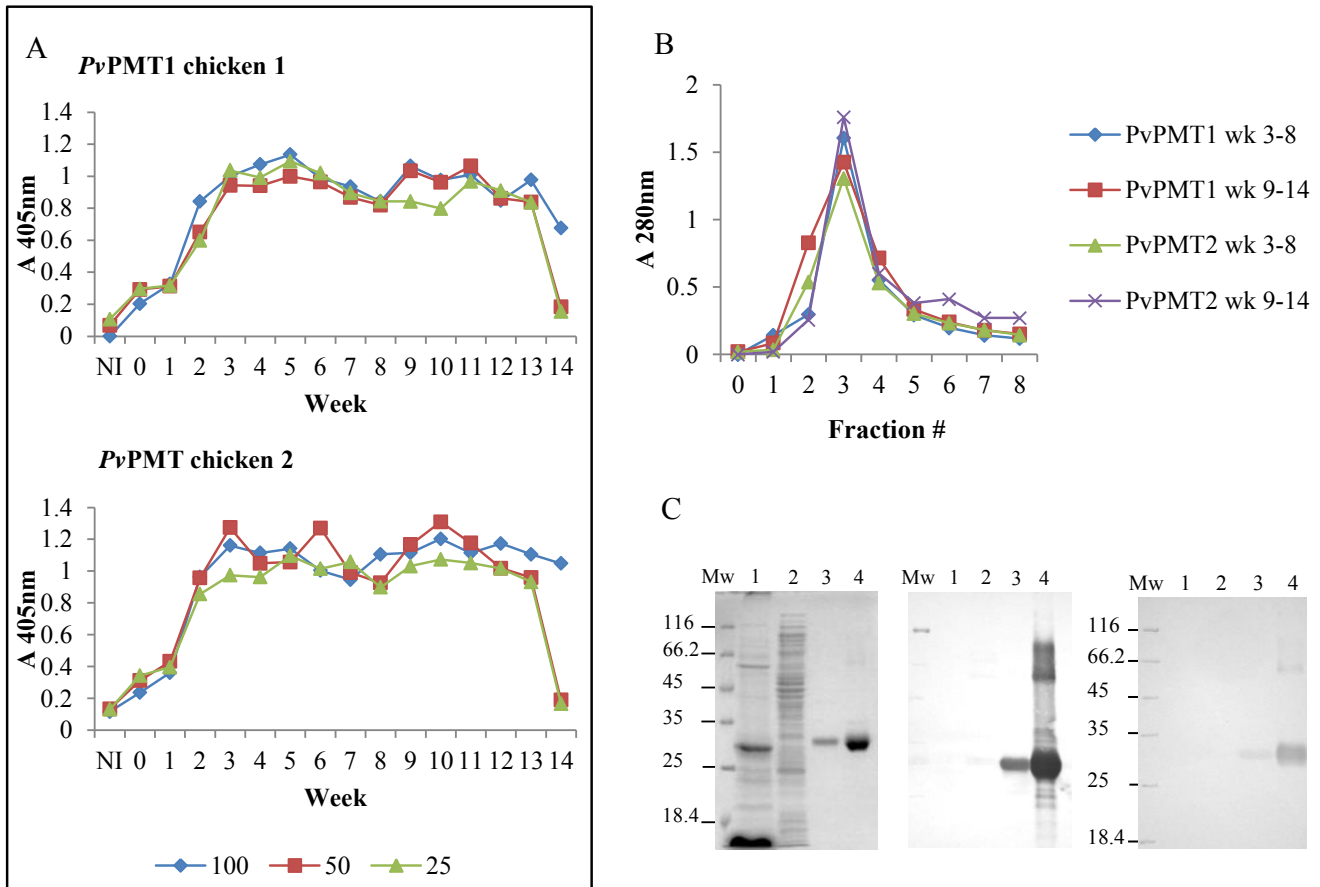 A
PvPMT1 chicken 1
1.4
1.2
1
0.8
0.6
0.4
0.2
0
A 405nm
NI 0 1 2 3 4 5 6 7 8 9 10 11 12 13 14
Week
PvPMT chicken 2
1.4
1.2
1
0.8
0.6
0.4
0.2
0
A 405nm
NI 0 1 2 3 4 5 6 7 8 9 10 11 12 13 14
Week
100 50 25
B
2
1.5
1
0.5
0
A 280nm
0 1 2 3 4 5 6 7 8
Fraction #
PvPMT1 wk 3-8
PvPMT1 wk 9-14
PvPMT2 wk 3-8
PvPMT2 wk 9-14
C
Mw 1 2 3 4
116
66.2
45
35
25
18.4
Mw 1 2 3 4
Mw 1 2 3 4
116
66.2
45
35
25
18.4